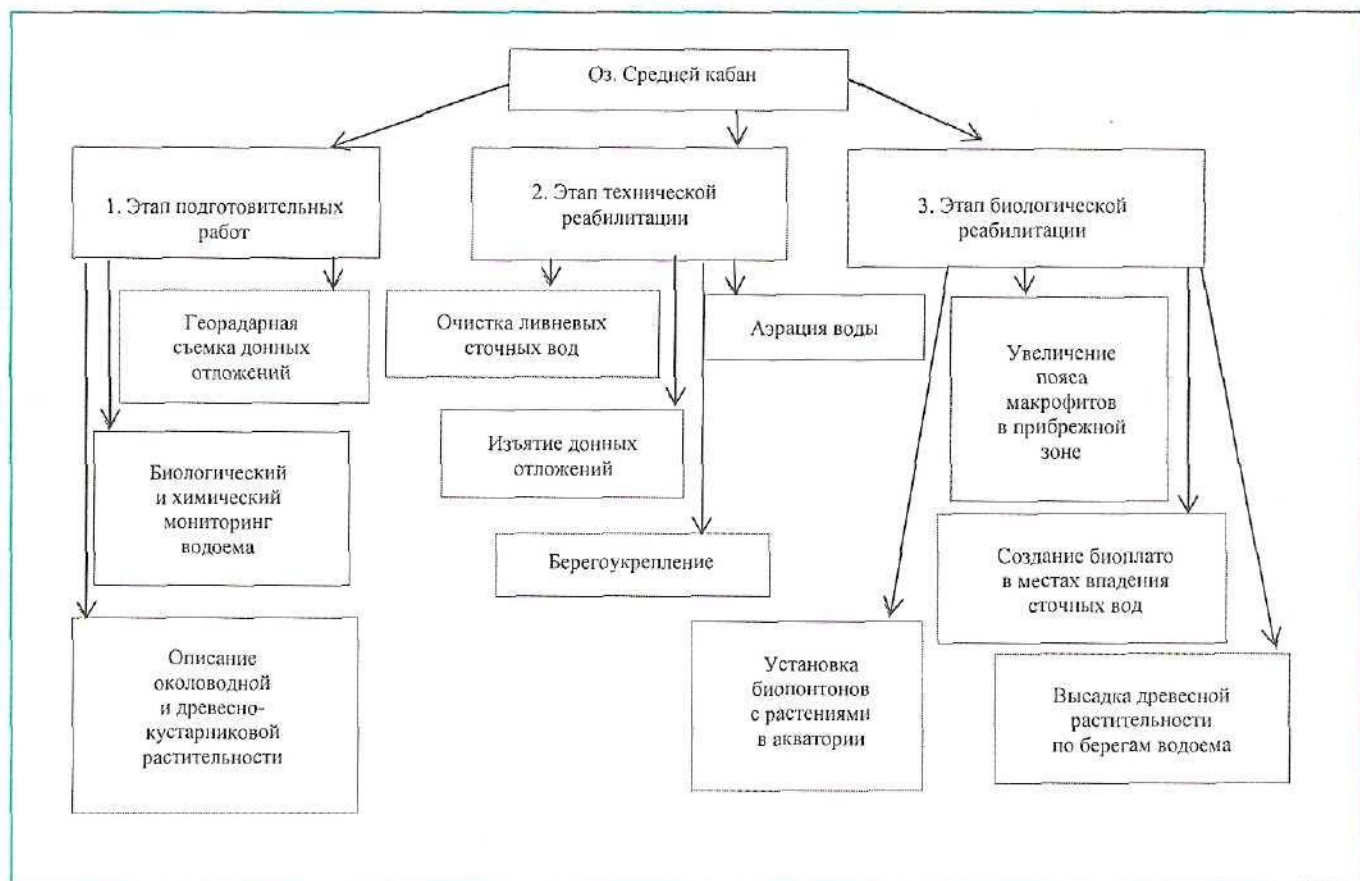 Оз. Средней кабан
1. Этап подготовительных
работ
2. Этап технической
реабилитации
3. Этап биологической
реабилитации
Георадарная
съемка донных
отложений
Очистка ливневых
сточных вод
Аэрация воды
Увеличение
пояса
макрофитов
в прибрежной
зоне
Изъятие донных
отложений
Биологический
и химический
мониторинг
водоема
Берегоукрепление
Создание биоплато
в местах впадения
сточных вод
Описание
околоводной
и древесно-
кустарниковой
растительности
Установка
биопонтонов
с растениями
в акватории
Высадка древесной
растительности
по берегам водоема